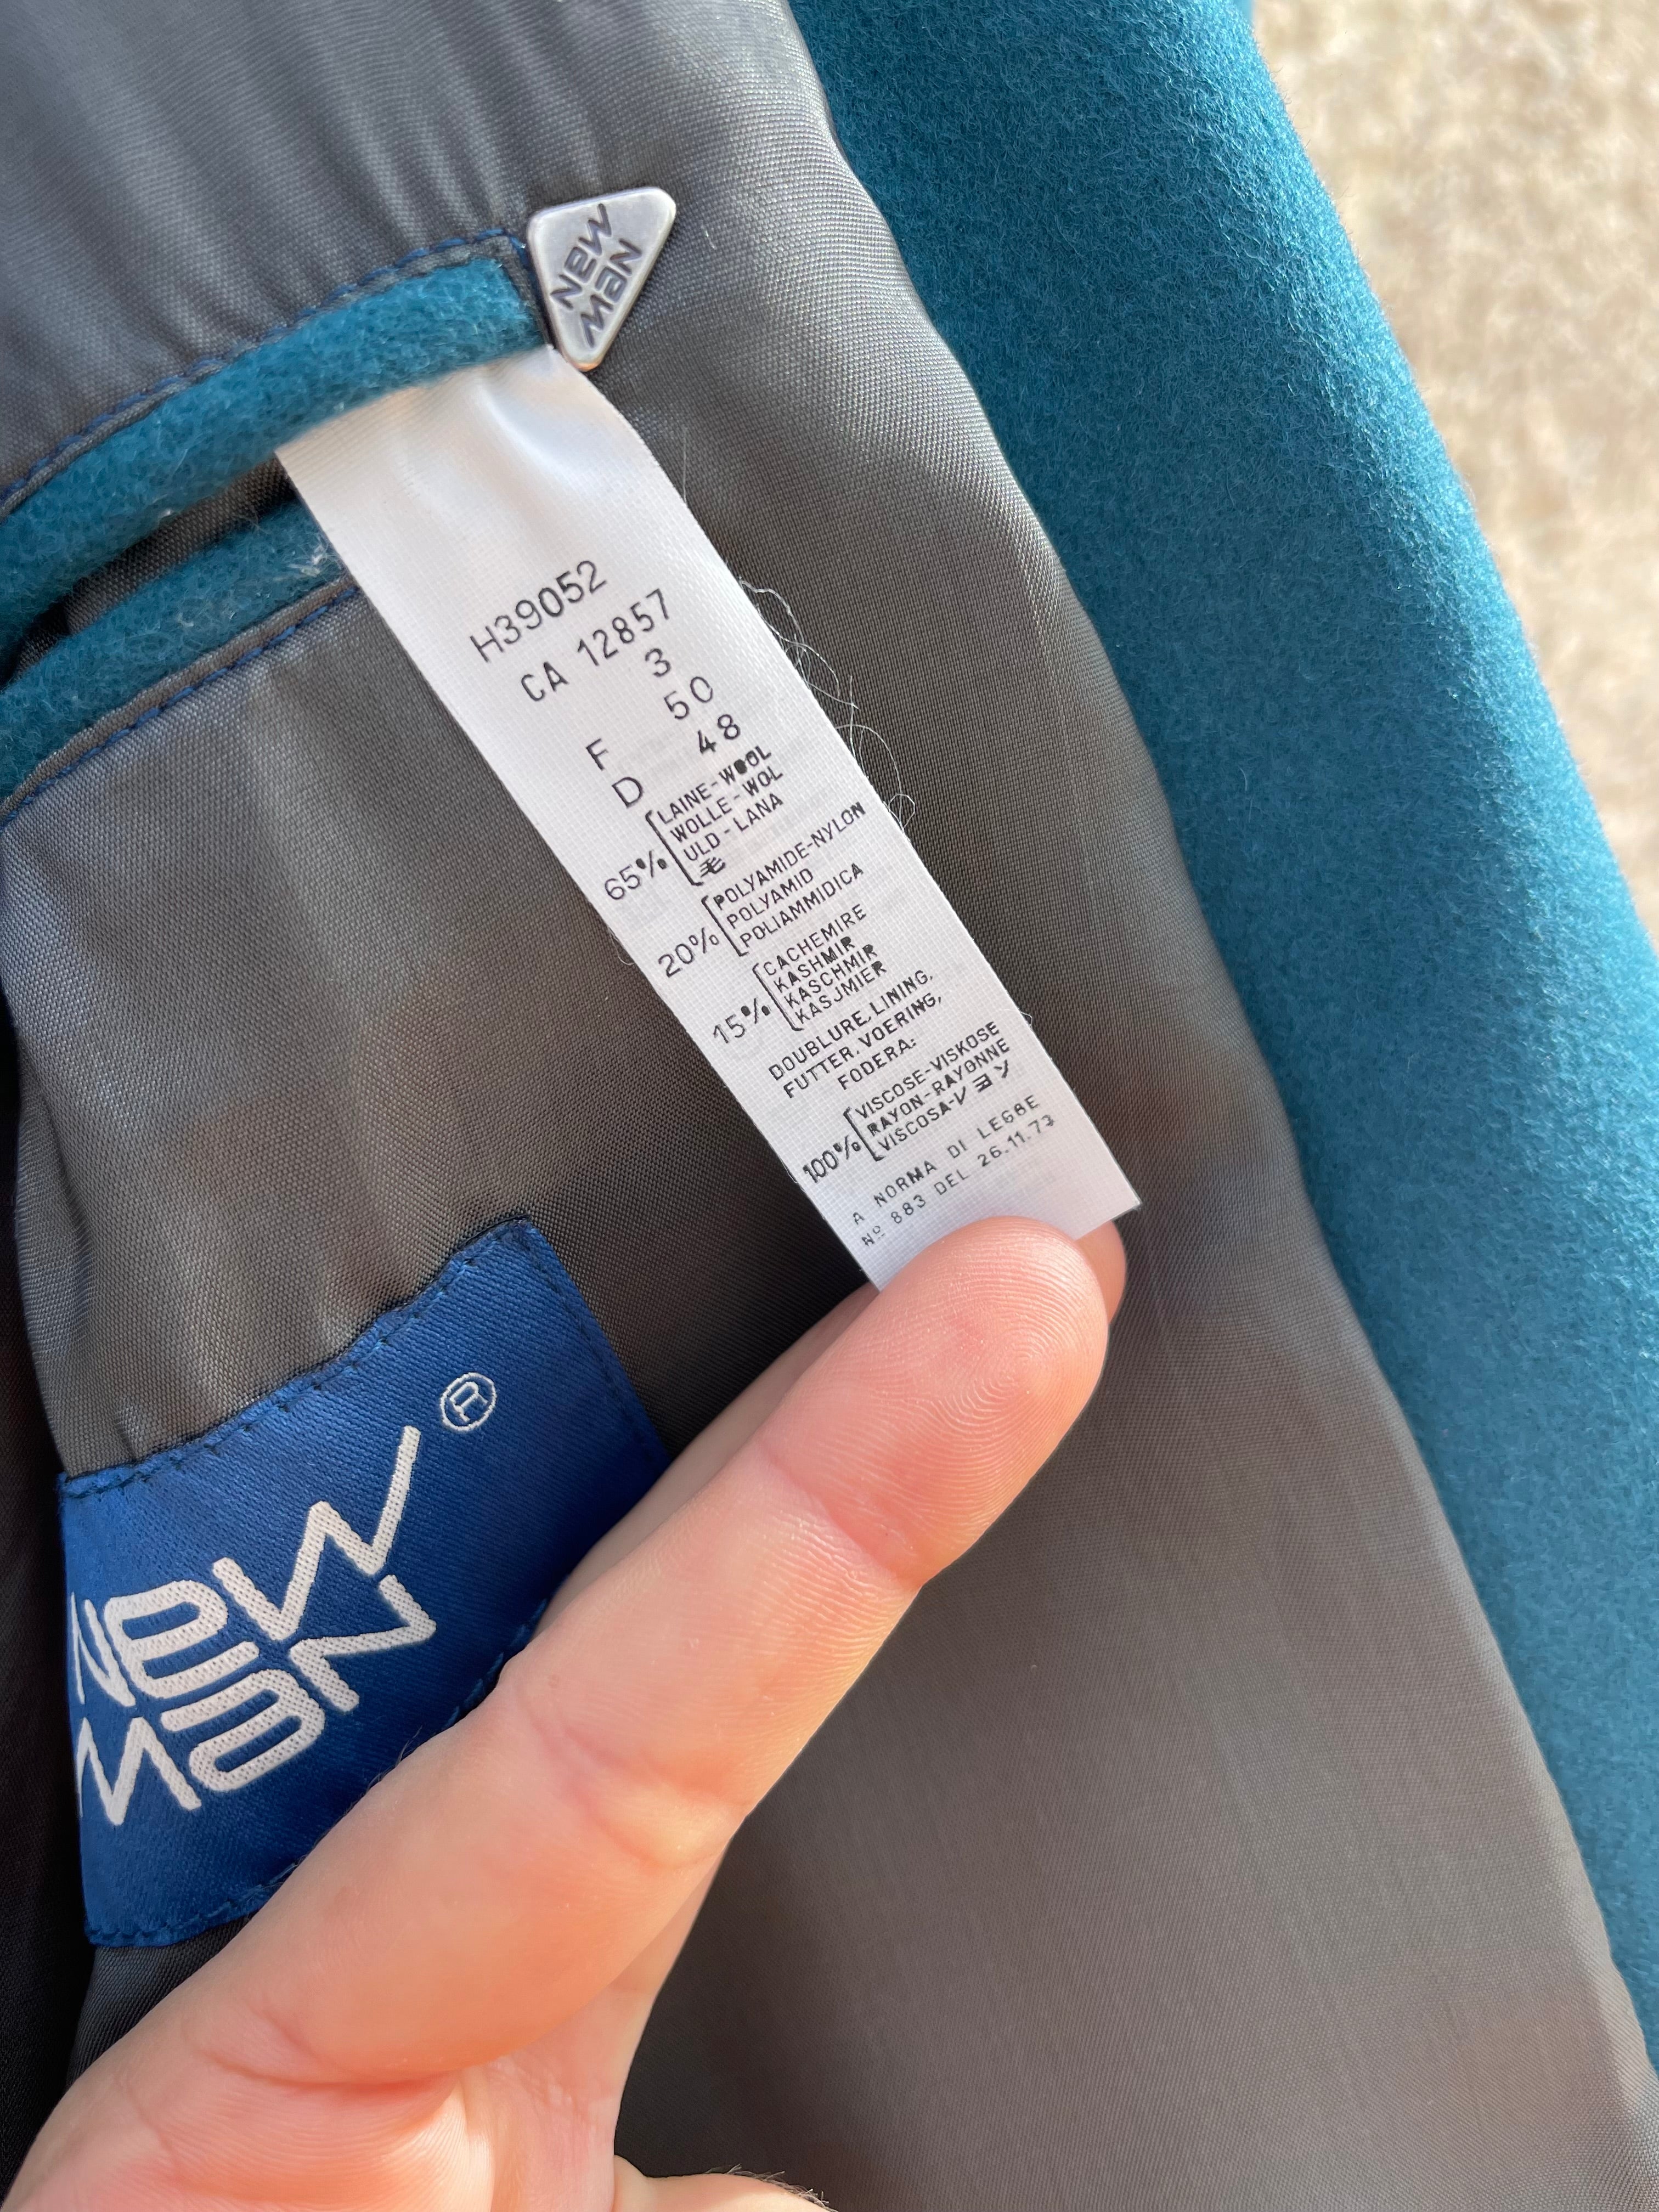 New
Man
H39052
CA 12857
3
F 50
D 48
65% LAINE-WOOL
WOLLE-WOL
ULD-LANA
毛
20% POLYAMIDE-NYLON
POLYAMID
POLIAMMIDICA
15% CACHEMIRE
KASHMIR
KASCHMIR
KASJMIER
DOUBLURE, LINING,
FUTTER, VOERING,
FODERA:
100% VISCOSE-VISKOSE
RAYON-RAYONNE
VISCOSA-レヨン
A NORMA DI LEGGE
Nº 883 DEL 26.11.73
New ®
Man